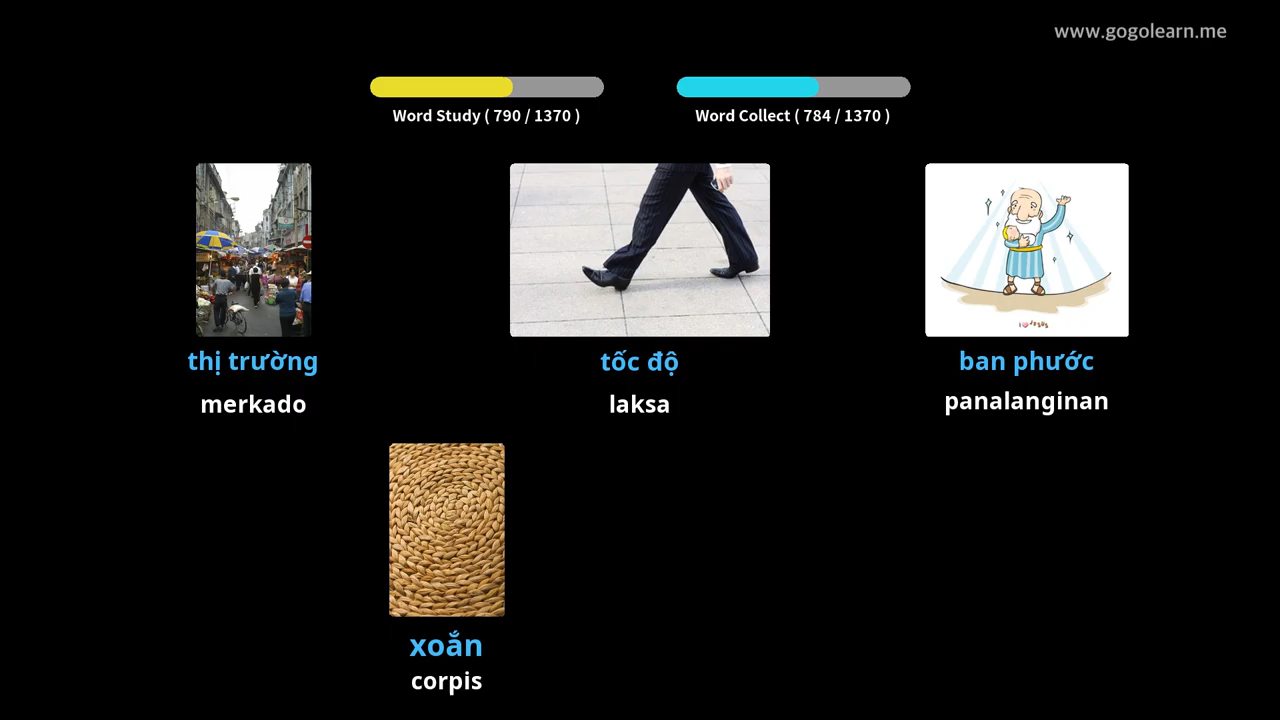 www.gogolearn.me
Word Study ( 790 / 1370 )
Word Collect ( 784 / 1370 )
thị trường
merkado
tốc độ
laksa
ban phước
panalanginan
xoắn
corpis